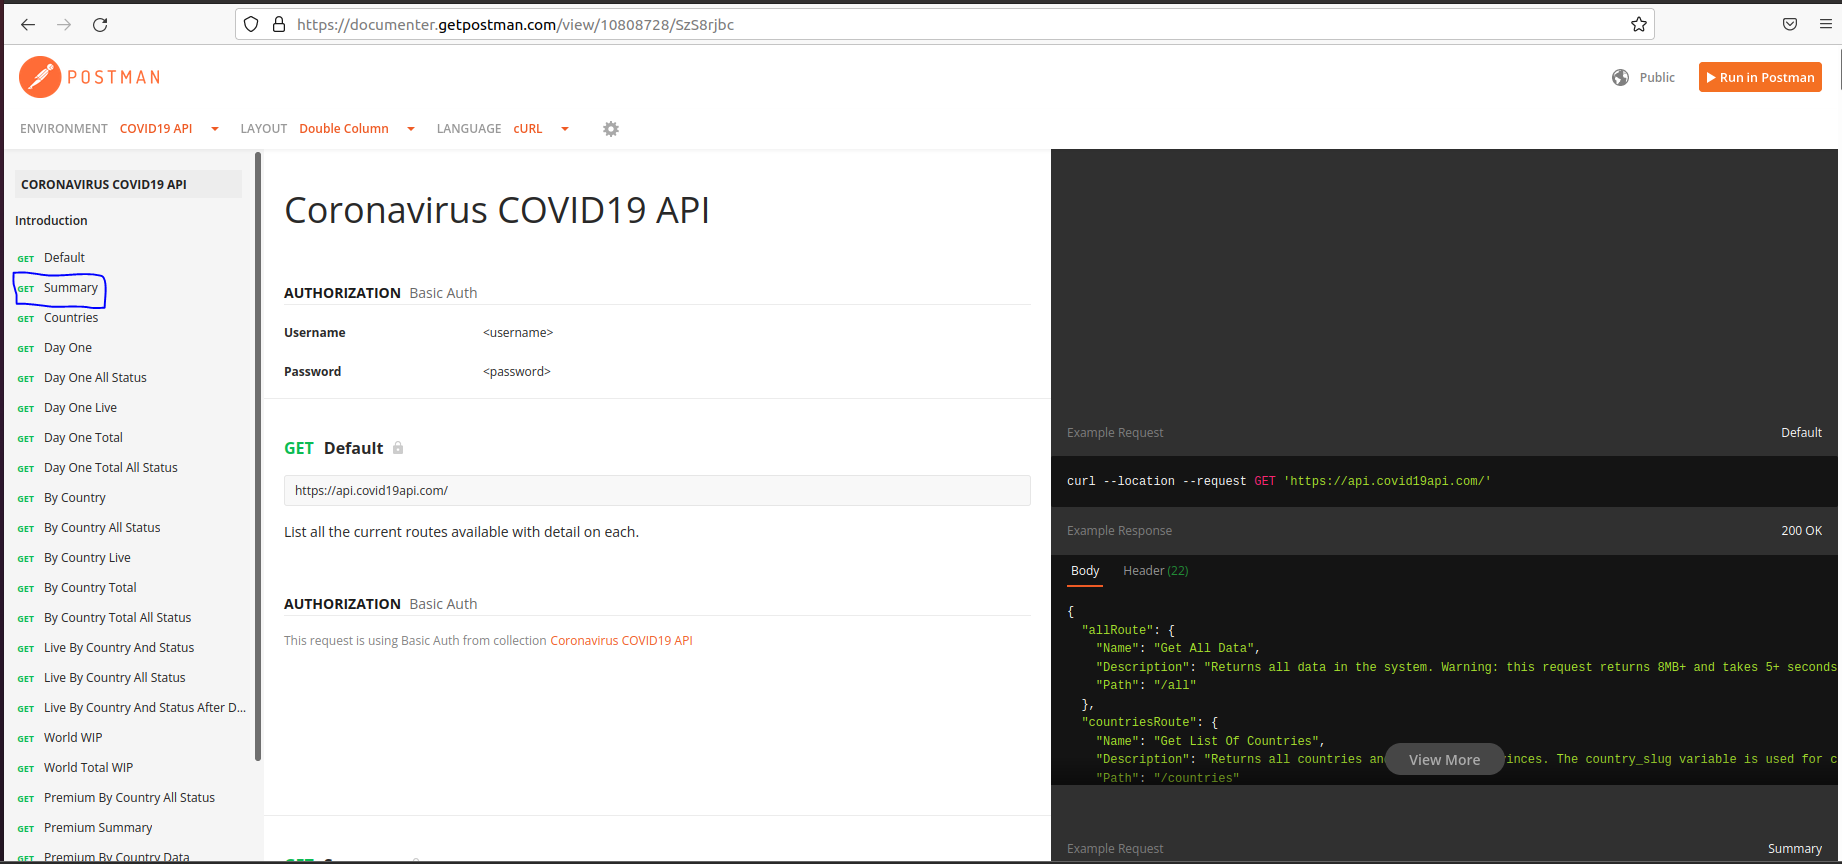 https://documenter.getpostman.com/view/10808728/SzS8rjbc
POSTMAN
Public
Run in Postman
ENVIRONMENT COVID19 API LAYOUT Double Column LANGUAGE cURL
CORONAVIRUS COVID19 API
Introduction
GET Default
GET Summary
GET Countries
GET Day One
GET Day One All Status
GET Day One Live
GET Day One Total
GET Day One Total All Status
GET By Country
GET By Country All Status
GET By Country Live
GET By Country Total
GET By Country Total All Status
GET Live By Country And Status
GET Live By Country All Status
GET Live By Country And Status After D...
GET World WIP
GET World Total WIP
GET Premium By Country All Status
GET Premium Summary
GET Premium By Country Data
Coronavirus COVID19 API
AUTHORIZATION Basic Auth
Username <username>
Password <password>
GET Default
https://api.covid19api.com/
List all the current routes available with detail on each.
AUTHORIZATION Basic Auth
This request is using Basic Auth from collection Coronavirus COVID19 API
Example Request Default
curl --location --request GET 'https://api.covid19api.com/'
Example Response 200 OK
Body Header (22)
{
"allRoute": {
"Name": "Get All Data",
"Description": "Returns all data in the system. Warning: this request returns 8MB+ and takes 5+ seconds
"Path": "/all"
},
"countriesRoute": {
"Name": "Get List Of Countries",
"Description": "Returns all countries an View More inces. The country_slug variable is used for c
"Path": "/countries"
Example Request Summary